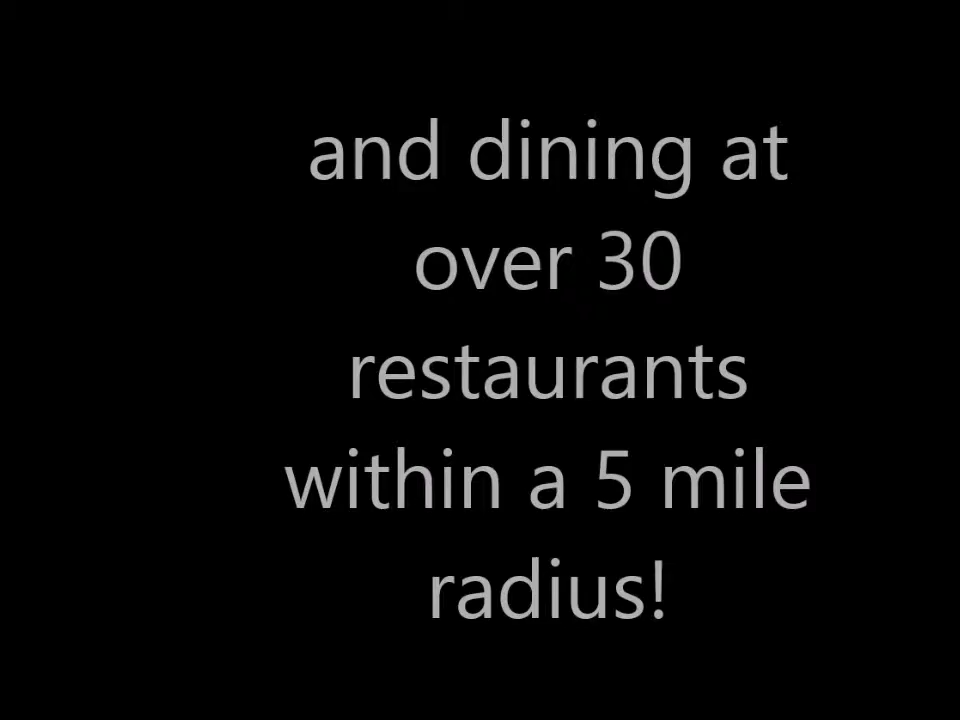 and dining at
over 30
restaurants
within a 5 mile
radius!